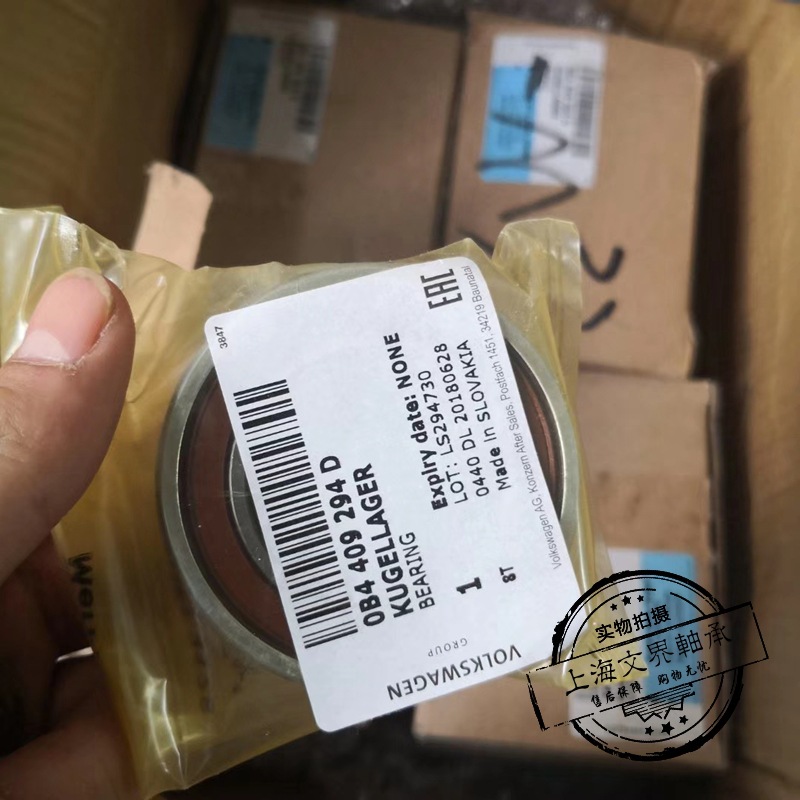 3847
0B4 409 294 D
KUGELLAGER
BEARING
Expiry date: NONE
LOT: LS294730
0440 DL 20180628
Made in SLOVAKIA
EAC
Volkswagen AG, Konzern After Sales, Postfach 1451, 34219 Baunatal
1
8T
VOLKSWAGEN
GROUP
实物拍摄
上海文界軸承
售后保障 购物无忧